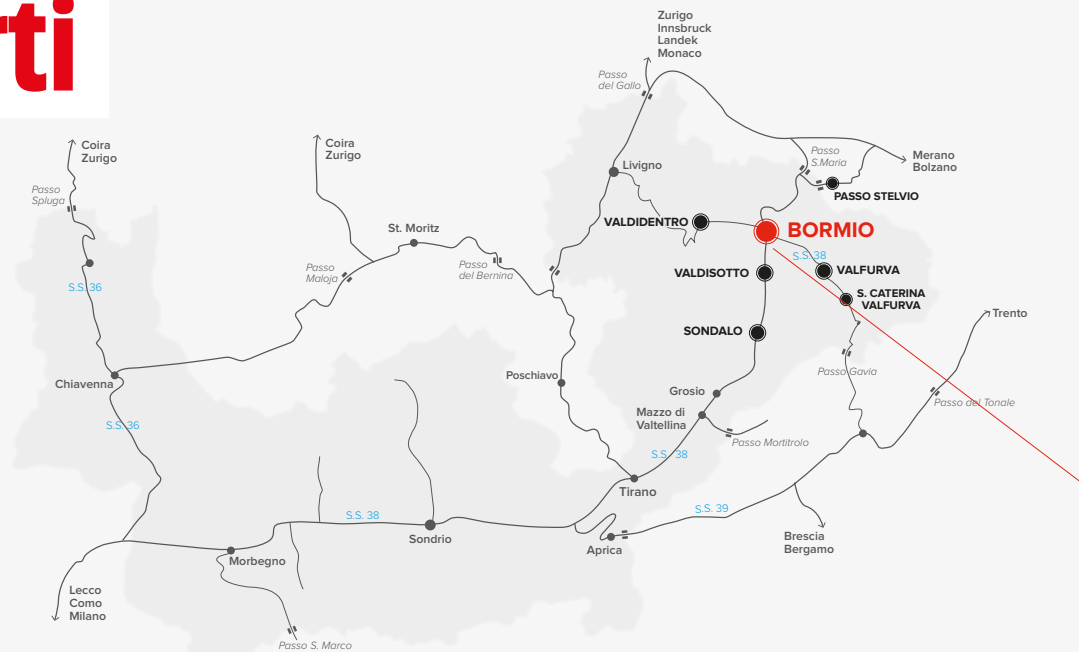 rti
Zurigo
Innsbruck
Landek
Monaco
Passo
del Gallo
Coira
Zurigo
Coira
Zurigo
Passo
S.Maria
Merano
Bolzano
Livigno
Passo
Spluga
PASSO STELVIO
St. Moritz
VALDIDENTRO
BORMIO
S.S. 38
Passo
Maloja
Passo
del Bernina
VALDISOTTO
VALFURVA
S.S. 36
S. CATERINA
VALFURVA
Trento
SONDALO
Chiavenna
Poschiavo
Passo Gavia
Grosio
Passo del Tonale
Mazzo di
Valtellina
S.S. 36
Passo Mortitrolo
S.S. 38
Tirano
S.S. 38
S.S. 39
Sondrio
Aprica
Brescia
Bergamo
Morbegno
Lecco
Como
Milano
Passo S. Marco